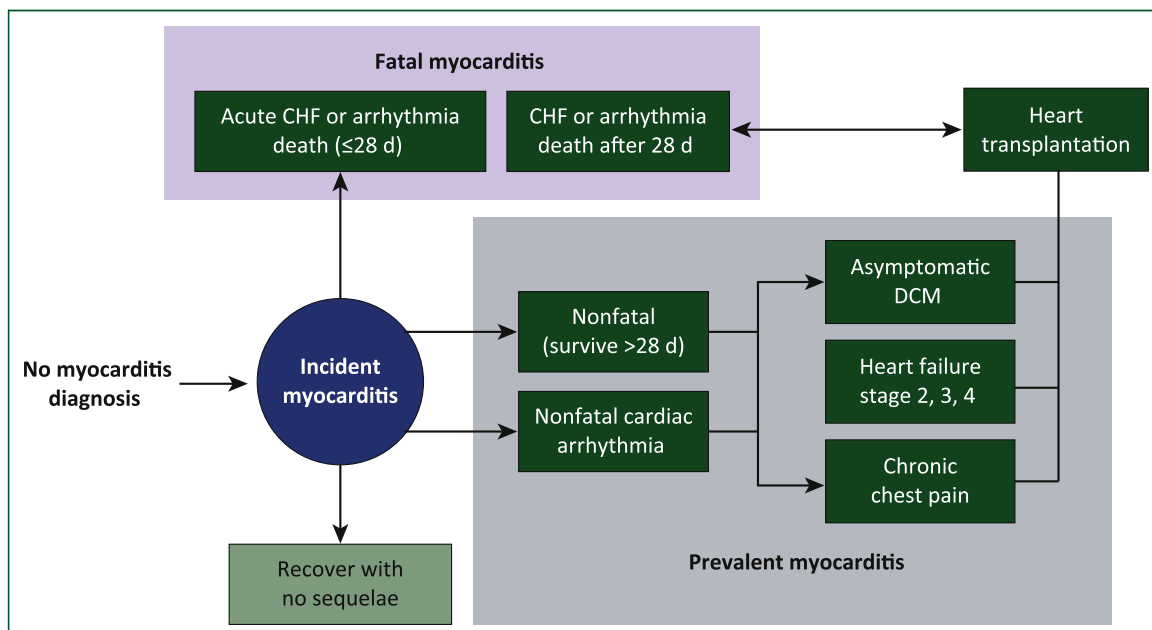 Fatal myocarditis
Acute CHF or arrhythmia
death (≤28 d)
CHF or arrhythmia
death after 28 d
Heart
transplantation
No myocarditis
diagnosis
Incident
myocarditis
Nonfatal
(survive >28 d)
Nonfatal cardiac
arrhythmia
Asymptomatic
DCM
Heart failure
stage 2, 3, 4
Chronic
chest pain
Prevalent myocarditis
Recover with
no sequelae